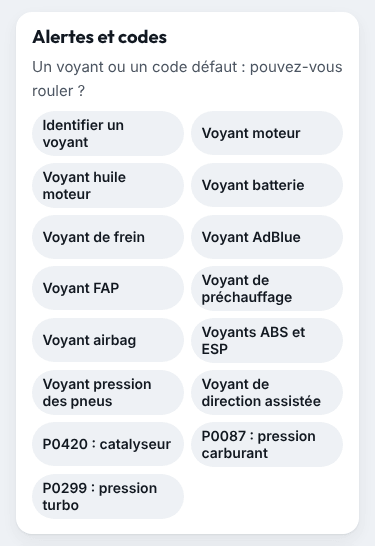 Alertes et codes
Un voyant ou un code défaut : pouvez-vous
rouler ?
Identifier un
voyant
Voyant moteur
Voyant huile
moteur
Voyant batterie
Voyant de frein
Voyant AdBlue
Voyant FAP
Voyant de
préchauffage
Voyant airbag
Voyants ABS et
ESP
Voyant pression
des pneus
Voyant de
direction assistée
P0420 : catalyseur
P0087 : pression
carburant
P0299 : pression
turbo